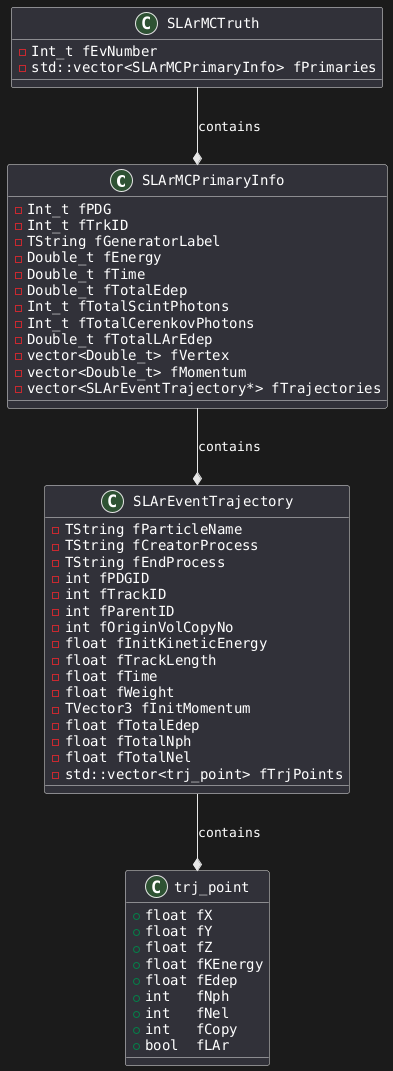 C SLArMCTruth
Int_t fEvNumber
std::vector<SLArMCPrimaryInfo> fPrimaries
contains
C SLArMCPrimaryInfo
Int_t fPDG
Int_t fTrkID
TString fGeneratorLabel
Double_t fEnergy
Double_t fTime
Double_t fTotalEdep
Int_t fTotalScintPhotons
Int_t fTotalCerenkovPhotons
Double_t fTotalLArEdep
vector<Double_t> fVertex
vector<Double_t> fMomentum
vector<SLArEventTrajectory*> fTrajectories
contains
C SLArEventTrajectory
TString fParticleName
TString fCreatorProcess
TString fEndProcess
int fPDGID
int fTrackID
int fParentID
int fOriginVolCopyNo
float fInitKineticEnergy
float fTrackLength
float fTime
float fWeight
TVector3 fInitMomentum
float fTotalEdep
float fTotalNph
float fTotalNel
std::vector<trj_point> fTrjPoints
contains
C trj_point
float fX
float fY
float fZ
float fKEnergy
float fEdep
int   fNph
int   fNel
int   fCopy
bool  fLAr